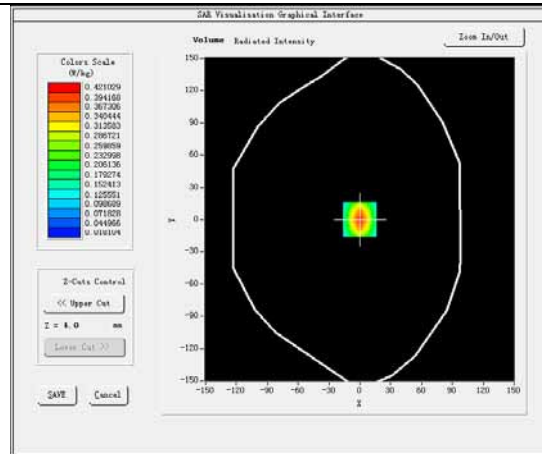 SAR Visualisation Graphical Interface
Volume Radiated Intensity
Zoom In/Out
Colors Scale
(W/kg)
0.421029
0.394168
0.367306
0.340444
0.313583
0.286721
0.259859
0.232998
0.206136
0.179274
0.152413
0.125551
0.098689
0.071828
0.044966
0.018104
Z-Cuts Control
<< Upper Cut
Z = 4.0 mm
Lower Cut >>
SAVE
Cancel
150
120
90
60
30
0
-30
-60
-90
-120
-150
Y
-150 -120 -90 -60 -30 0 30 60 90 120 150
X